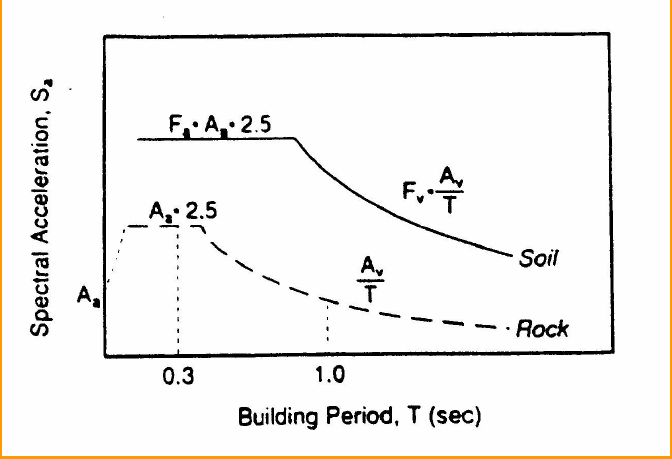 Spectral Acceleration, Sₐ
Fₐ·Aₐ·2.5
Fᵥ·Aᵥ/T
Aₐ·2.5
Soil
Aᵥ/T
Aₐ
Rock
0.3 1.0
Building Period, T (sec)